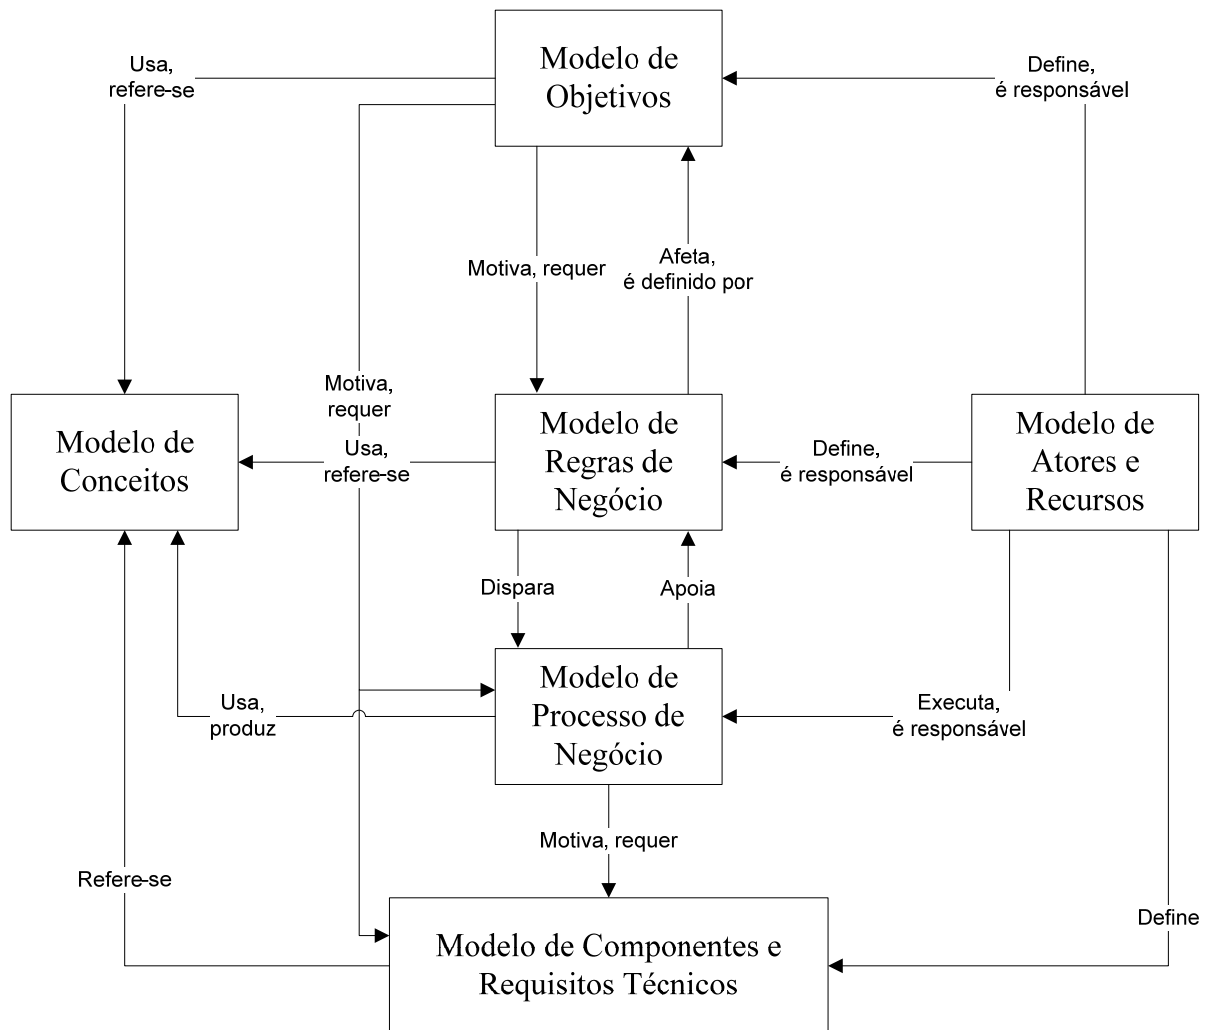 Modelo de
Objetivos
Usa,
refere-se
Define,
é responsável
Motiva, requer
Afeta,
é definido por
Motiva,
requer
Modelo de
Conceitos
Usa,
refere-se
Modelo de
Regras de
Negócio
Define,
é responsável
Modelo de
Atores e
Recursos
Dispara
Apoia
Usa,
produz
Modelo de
Processo de
Negócio
Executa,
é responsável
Motiva, requer
Refere-se
Define
Modelo de Componentes e
Requisitos Técnicos